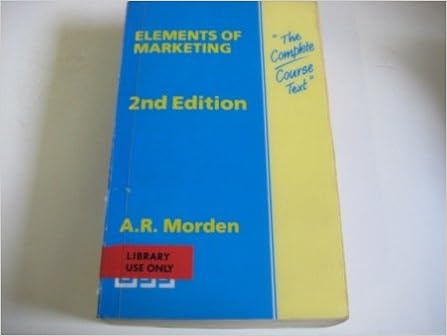 ELEMENTS OF
MARKETING
2nd Edition
"The
Complete
Course
Text"
A.R. Morden
LIBRARY
USE ONLY